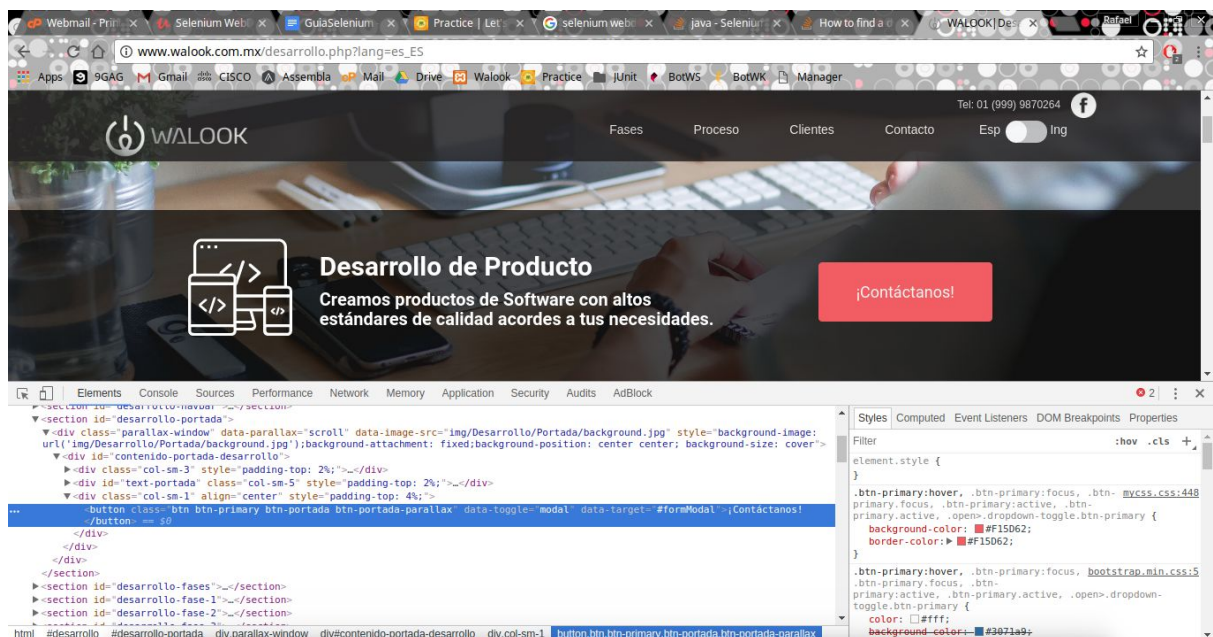 Webmail - Prin
Selenium Web
GuiaSelenium
Practice | Let's
selenium webd
java - Seleniu
How to find a
WALOOK|Des
Rafael
www.walook.com.mx/desarrollo.php?lang=es_ES
Apps 9GAG Gmail CISCO Assembla Mail Drive Walook Practice JUnit BotWS BotWK Manager
Tel: 01 (999) 9870264
WALOOK
Fases Proceso Clientes Contacto Esp Ing
Desarrollo de Producto
Creamos productos de Software con altos
estándares de calidad acordes a tus necesidades.
¡Contáctanos!
Elements Console Sources Performance Network Memory Application Security Audits AdBlock 2
<section id="desarrollo-navbar">…</section>
<section id="desarrollo-portada">
<div class="parallax-window" data-parallax="scroll" data-image-src="img/Desarrollo/Portada/background.jpg" style="background-image:
url('img/Desarrollo/Portada/background.jpg');background-attachment: fixed;background-position: center center; background-size: cover">
<div id="contenido-portada-desarrollo">
<div class="col-sm-3" style="padding-top: 2%;">…</div>
<div id="text-portada" class="col-sm-5" style="padding-top: 2%;">…</div>
<div class="col-sm-1" align="center" style="padding-top: 4%;">
<button class="btn btn-primary btn-portada btn-portada-parallax" data-toggle="modal" data-target="#formModal">¡Contáctanos!
</button> == $0
</div>
</div>
</div>
</section>
<section id="desarrollo-fases">…</section>
<section id="desarrollo-fase-1">…</section>
<section id="desarrollo-fase-2">…</section>
html #desarrollo #desarrollo-portada div.parallax-window div#contenido-portada-desarrollo div.col-sm-1 button.btn.btn-primary.btn-portada.btn-portada-parallax
Styles Computed Event Listeners DOM Breakpoints Properties
Filter :hov .cls +
element.style {
}
.btn-primary:hover, .btn-primary:focus, .btn- mycss.css:448
primary.focus, .btn-primary:active, .btn-
primary.active, .open>.dropdown-toggle.btn-primary {
background-color: #F15D62;
border-color: #F15D62;
}
.btn-primary:hover, .btn-primary:focus, bootstrap.min.css:5
.btn-primary.focus, .btn-
primary:active, .btn-primary.active, .open>.dropdown-
toggle.btn-primary {
color: #fff;
background-color: #3071a9;